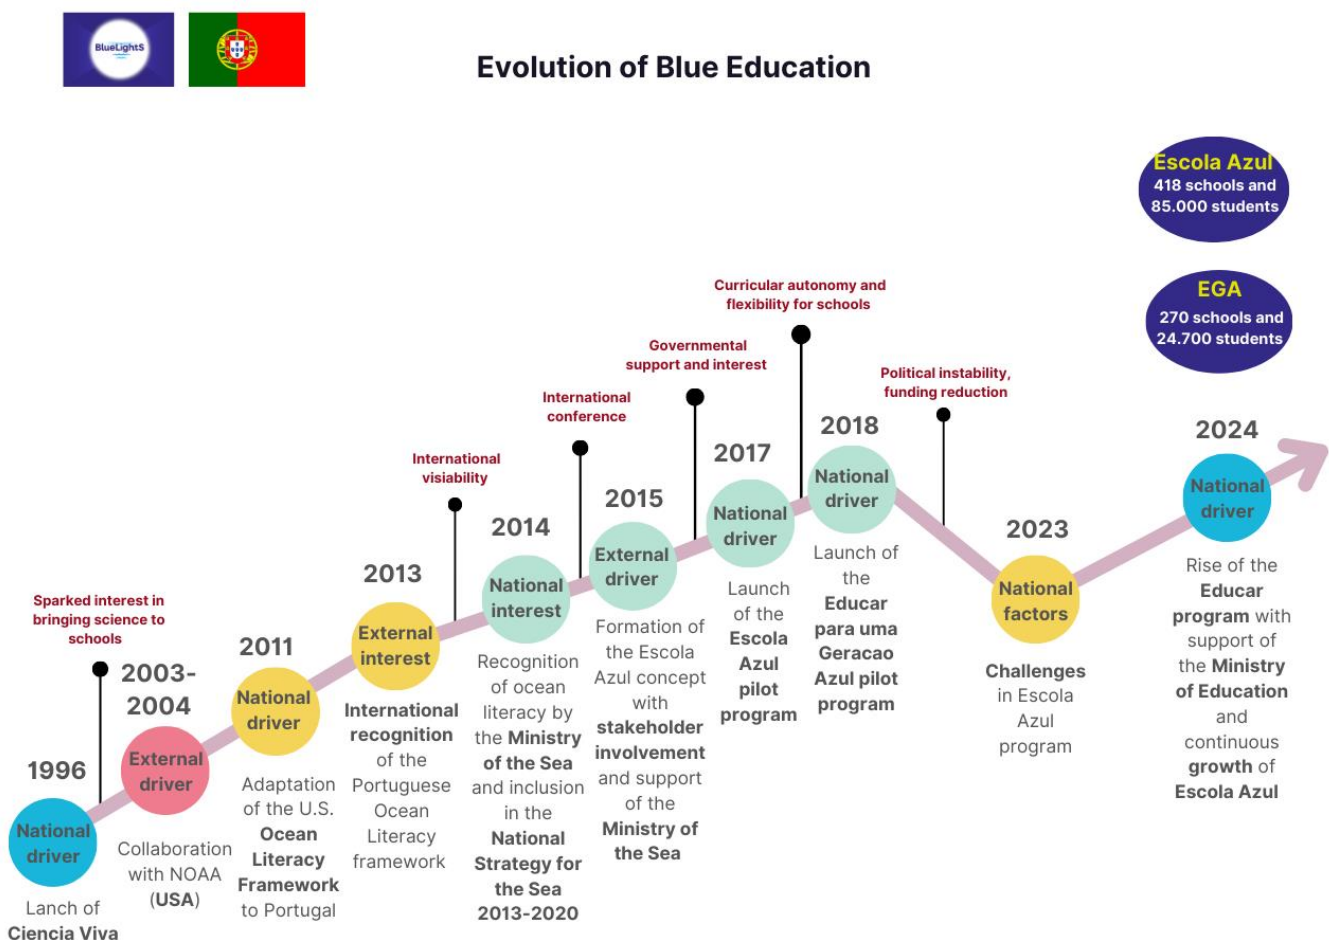 BlueLightS
Evolution of Blue Education
Escola Azul
418 schools and
85.000 students
EGA
270 schools and
24.700 students
Sparked interest in
bringing science to
schools
International
visiability
International
conference
Governmental
support and interest
Curricular autonomy and
flexibility for schools
Political instability,
funding reduction
1996
National
driver
Lanch of
Ciencia Viva
2003-
2004
External
driver
Collaboration
with NOAA
(USA)
2011
National
driver
Adaptation
of the U.S.
Ocean
Literacy
Framework
to Portugal
2013
External
interest
International
recognition
of the
Portuguese
Ocean
Literacy
framework
2014
National
interest
Recognition
of ocean
literacy by
the Ministry
of the Sea
and inclusion
in the
National
Strategy for
the Sea
2013-2020
2015
External
driver
Formation of
the Escola
Azul concept
with
stakeholder
involvement
and support
of the
Ministry of
the Sea
2017
National
driver
Launch
of the
Escola
Azul
pilot
program
2018
National
driver
Launch of
the
Educar
para uma
Geracao
Azul pilot
program
2023
National
factors
Challenges
in Escola
Azul
program
2024
National
driver
Rise of the
Educar
program with
support of
the Ministry
of Education
and
continuous
growth of
Escola Azul